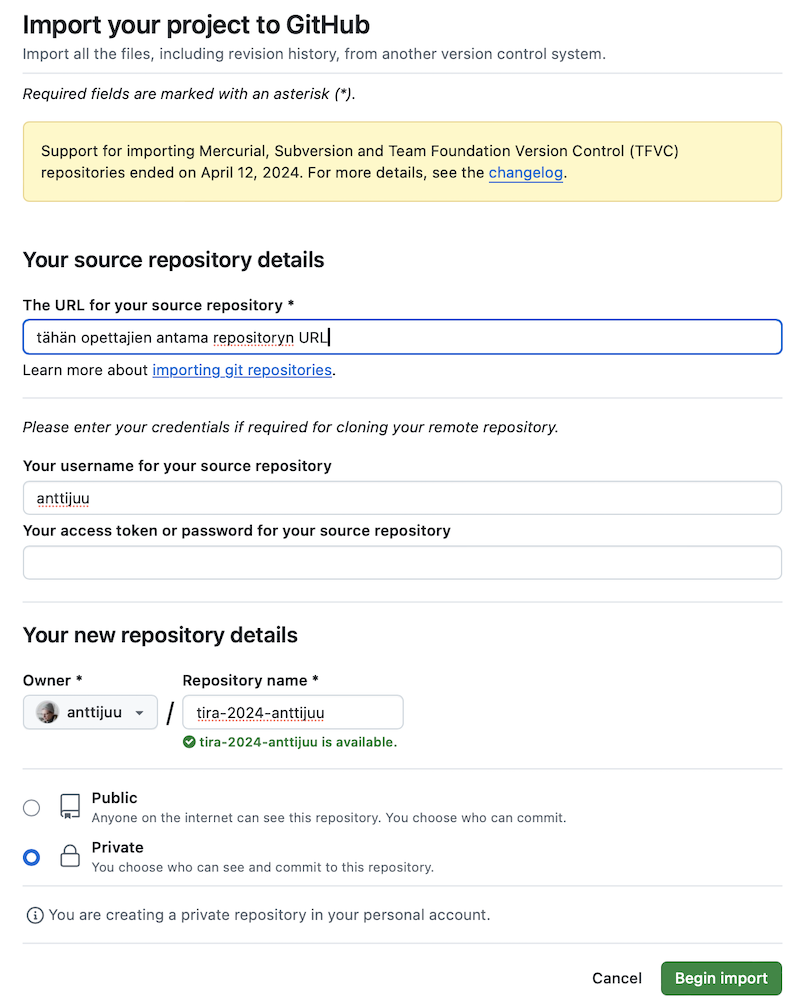 Import your project to GitHub
Import all the files, including revision history, from another version control system.
Required fields are marked with an asterisk (*).
Support for importing Mercurial, Subversion and Team Foundation Version Control (TFVC)
repositories ended on April 12, 2024. For more details, see the changelog.
Your source repository details
The URL for your source repository *
tähän opettajien antama repositoryn URL
Learn more about importing git repositories.
Please enter your credentials if required for cloning your remote repository.
Your username for your source repository
anttijuu
Your access token or password for your source repository
Your new repository details
Owner *
Repository name *
anttijuu
/
tira-2024-anttijuu
tira-2024-anttijuu is available.
Public
Anyone on the internet can see this repository. You choose who can commit.
Private
You choose who can see and commit to this repository.
You are creating a private repository in your personal account.
Cancel
Begin import